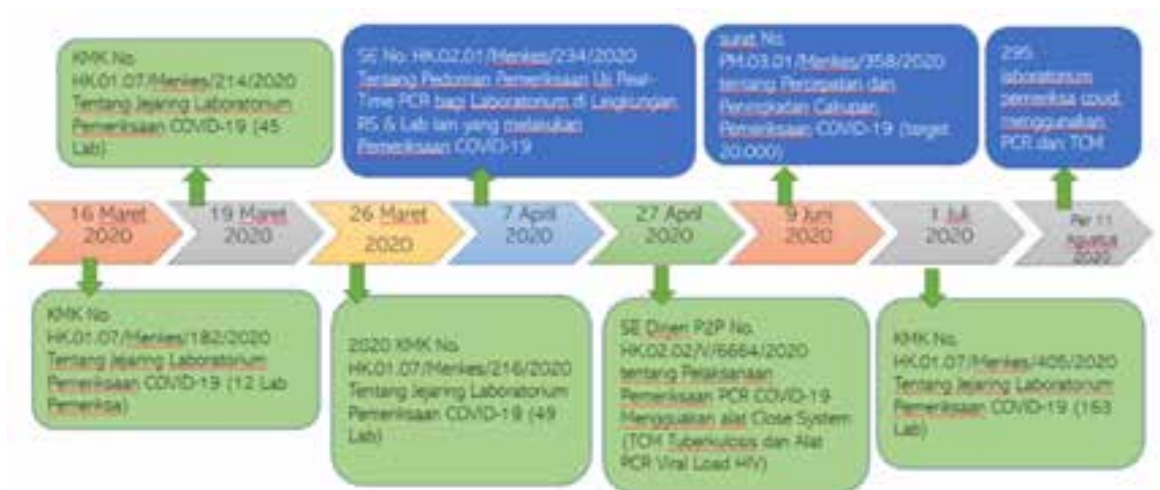 KMK No.
HK.01.07/Menkes/214/2020
Tentang Jejaring Laboratorium
Pemeriksaan COVID-19 (45
Lab)
SE No. HK.02.01/Menkes/234/2020
Tentang Pedoman Pemeriksaan Uji Real-
Time PCR bagi Laboratorium di Lingkungan
RS & Lab lain yang melakukan
Pemeriksaan COVID-19
surat No.
PM.03.01/Menkes/358/2020
tentang Percepatan dan
Peningkatan Cakupan
Pemeriksaan COVID-19 (target
20.000)
295
laboratorium
pemeriksa covid
menggunakan
PCR dan TCM
16 Maret
2020
19 Maret
2020
26 Maret
2020
7 April
2020
27 April
2020
9 Juni
2020
1 Juli
2020
Per 11
Agustus
2020
KMK No.
HK.01.07/Menkes/182/2020
Tentang Jejaring Laboratorium
Pemeriksaan COVID-19 (12 Lab
Pemeriksa)
2020 KMK No.
HK.01.07/Menkes/216/2020
Tentang Jejaring Laboratorium
Pemeriksaan COVID-19 (49
Lab)
SE Dirjen P2P No.
HK.02.02/V/6664/2020
tentang Pelaksanaan
Pemeriksaan PCR COVID-19
Mengguakan alat Close System
(TCM Tuberkulosis dan Alat
PCR Viral Load HIV)
KMK No.
HK.01.07/Menkes/405/2020
Tentang Jejaring Laboratorium
Pemeriksaan COVID-19 (163
Lab)